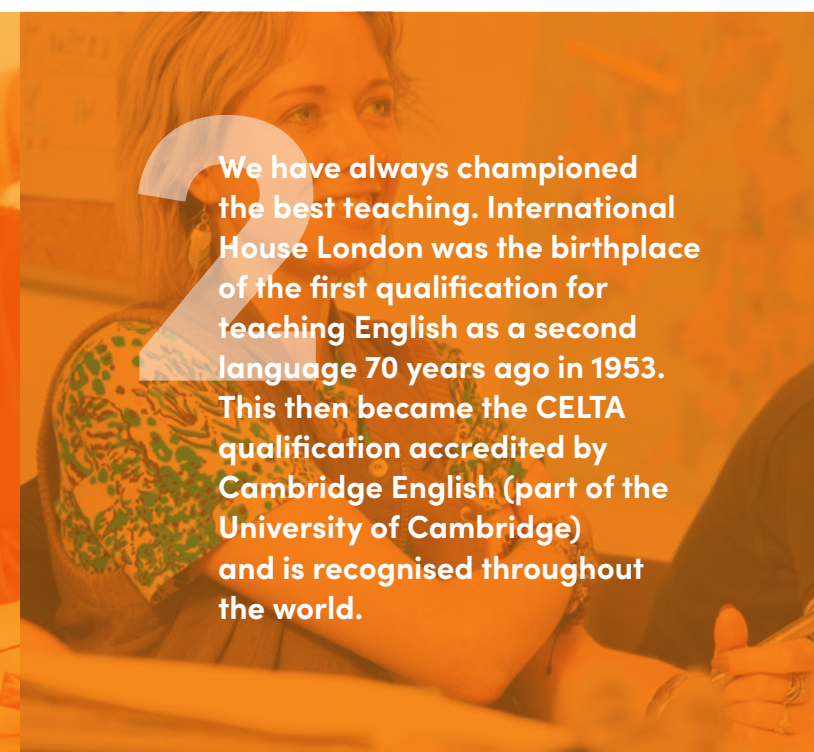 2
We have always championed
the best teaching. International
House London was the birthplace
of the first qualification for
teaching English as a second
language 70 years ago in 1953.
This then became the CELTA
qualification accredited by
Cambridge English (part of the
University of Cambridge)
and is recognised throughout
the world.